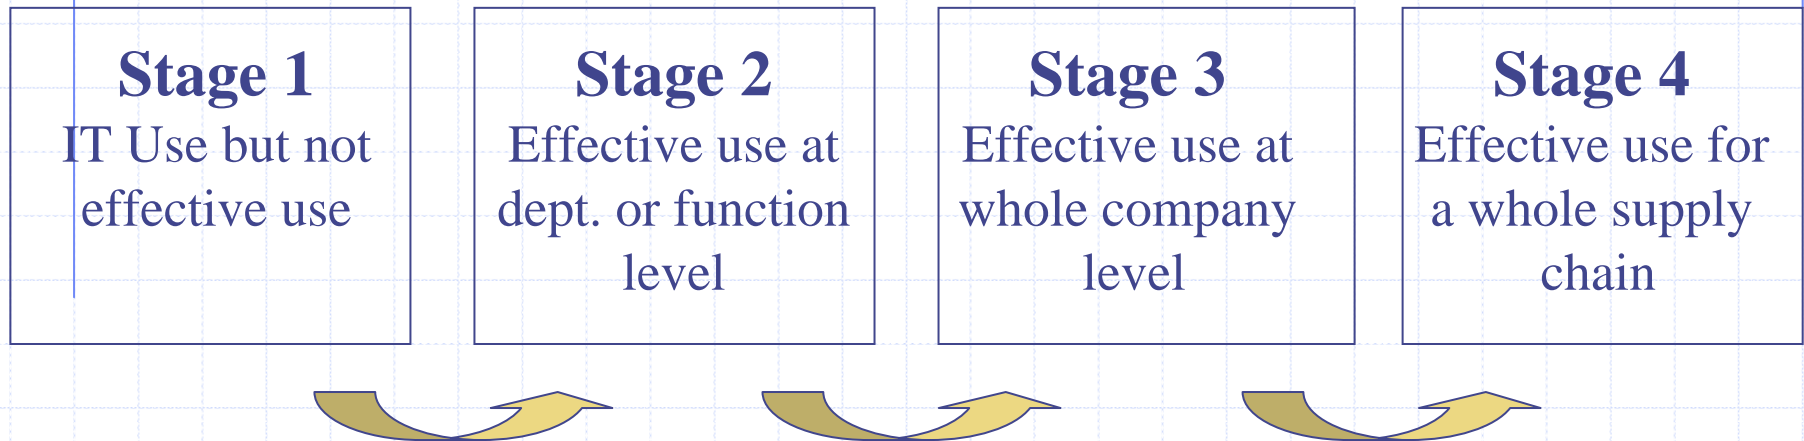 Stage 1
IT Use but not
effective use
Stage 2
Effective use at
dept. or function
level
Stage 3
Effective use at
whole company
level
Stage 4
Effective use for
a whole supply
chain